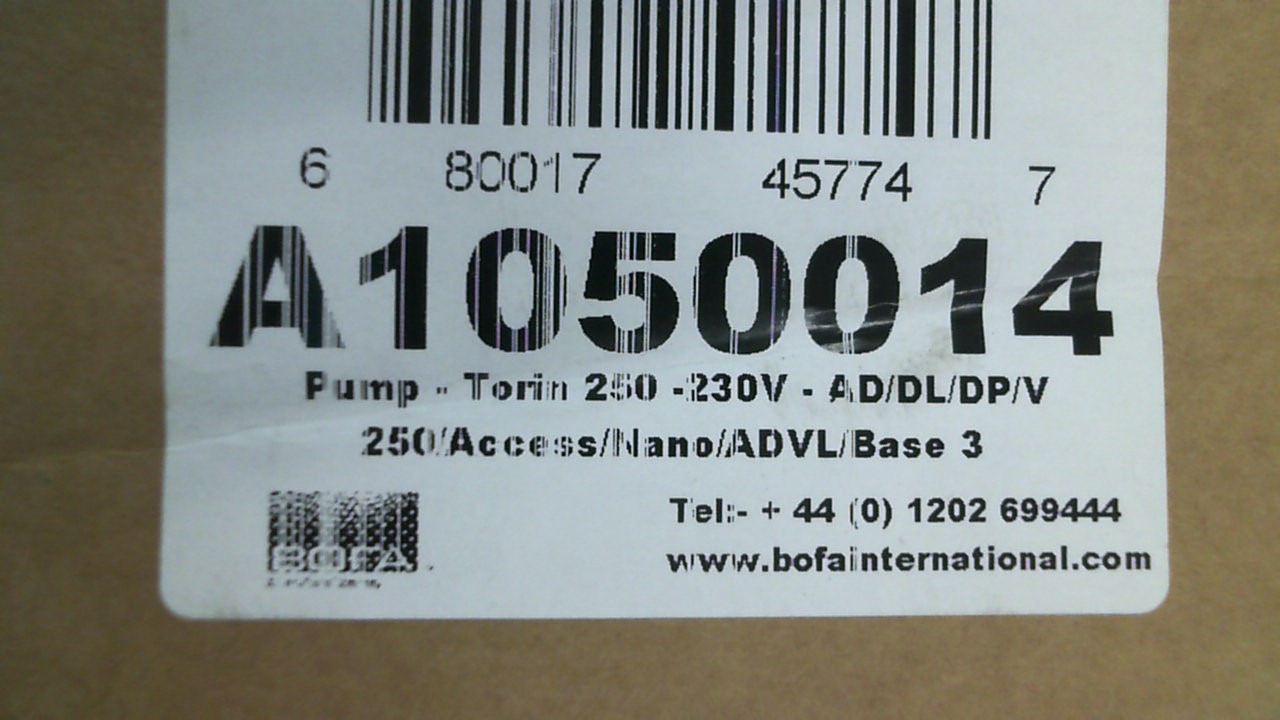 6 80017 45774 7
A1050014
Pump - Torin 250 -230V - AD/DL/DP/V
250/Access/Nano/ADVL/Base 3
Tel:- + 44 (0) 1202 699444
www.bofainternational.com
BOFA